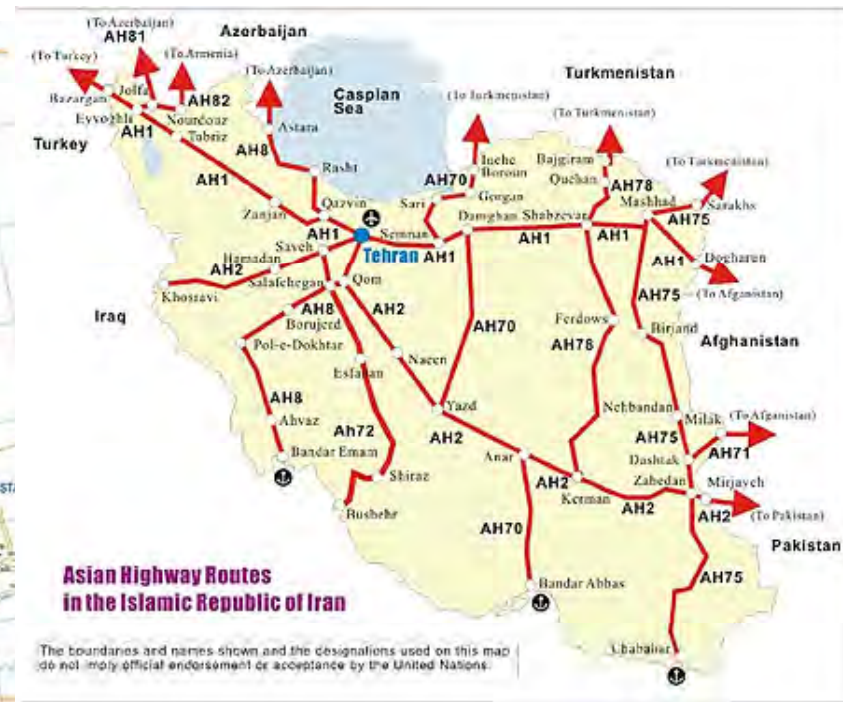 (To Azerbaijan)
AH81
Azerbaijan
(To Turkey)
(To Armenia)
(To Azerbaijan)
Jolfa
Bazargan
AH82
Eyvoghli
Nourdouz
AH1
Tabriz
Turkey
Caspian
Sea
(To Turkmenistan)
Turkmenistan
(To Turkmenistan)
Astara
AH8
Rasht
AH1
Inche
Boroun
AH70
Gorgan
Sari
Bajgiram
Quchan
AH78
(To Turkmenistan)
Mashhad
Sarakhs
AH75
Zanjan
Qazvin
AH1
Semnan
Damghan
Shabzevar
AH1
AH1
AH1
Tehran
Saveh
Hamadan
AH2
Khosravi
Salafchegan
Qom
AH1
Dogharen
(To Afganistan)
AH75
Iraq
AH8
Borujerd
AH2
AH70
Ferdows
AH78
Birjand
Afghanistan
Pol-e-Dokhtar
Esfahan
Naeen
AH8
Yazd
Nehbandan
Milak
(To Afganistan)
Ahvaz
Ah72
AH2
AH75
AH71
Bandar Emam
Anar
Dashtak
Shiraz
AH2
Kerman
Zahedan
Mirjaveh
AH2
AH2
(To Pakistan)
Bushehr
AH70
Pakistan
Asian Highway Routes
in the Islamic Republic of Iran
Bandar Abbas
AH75
The boundaries and names shown and the designations used on this map
do not imply official endorsement or acceptance by the United Nations.
Chabahar